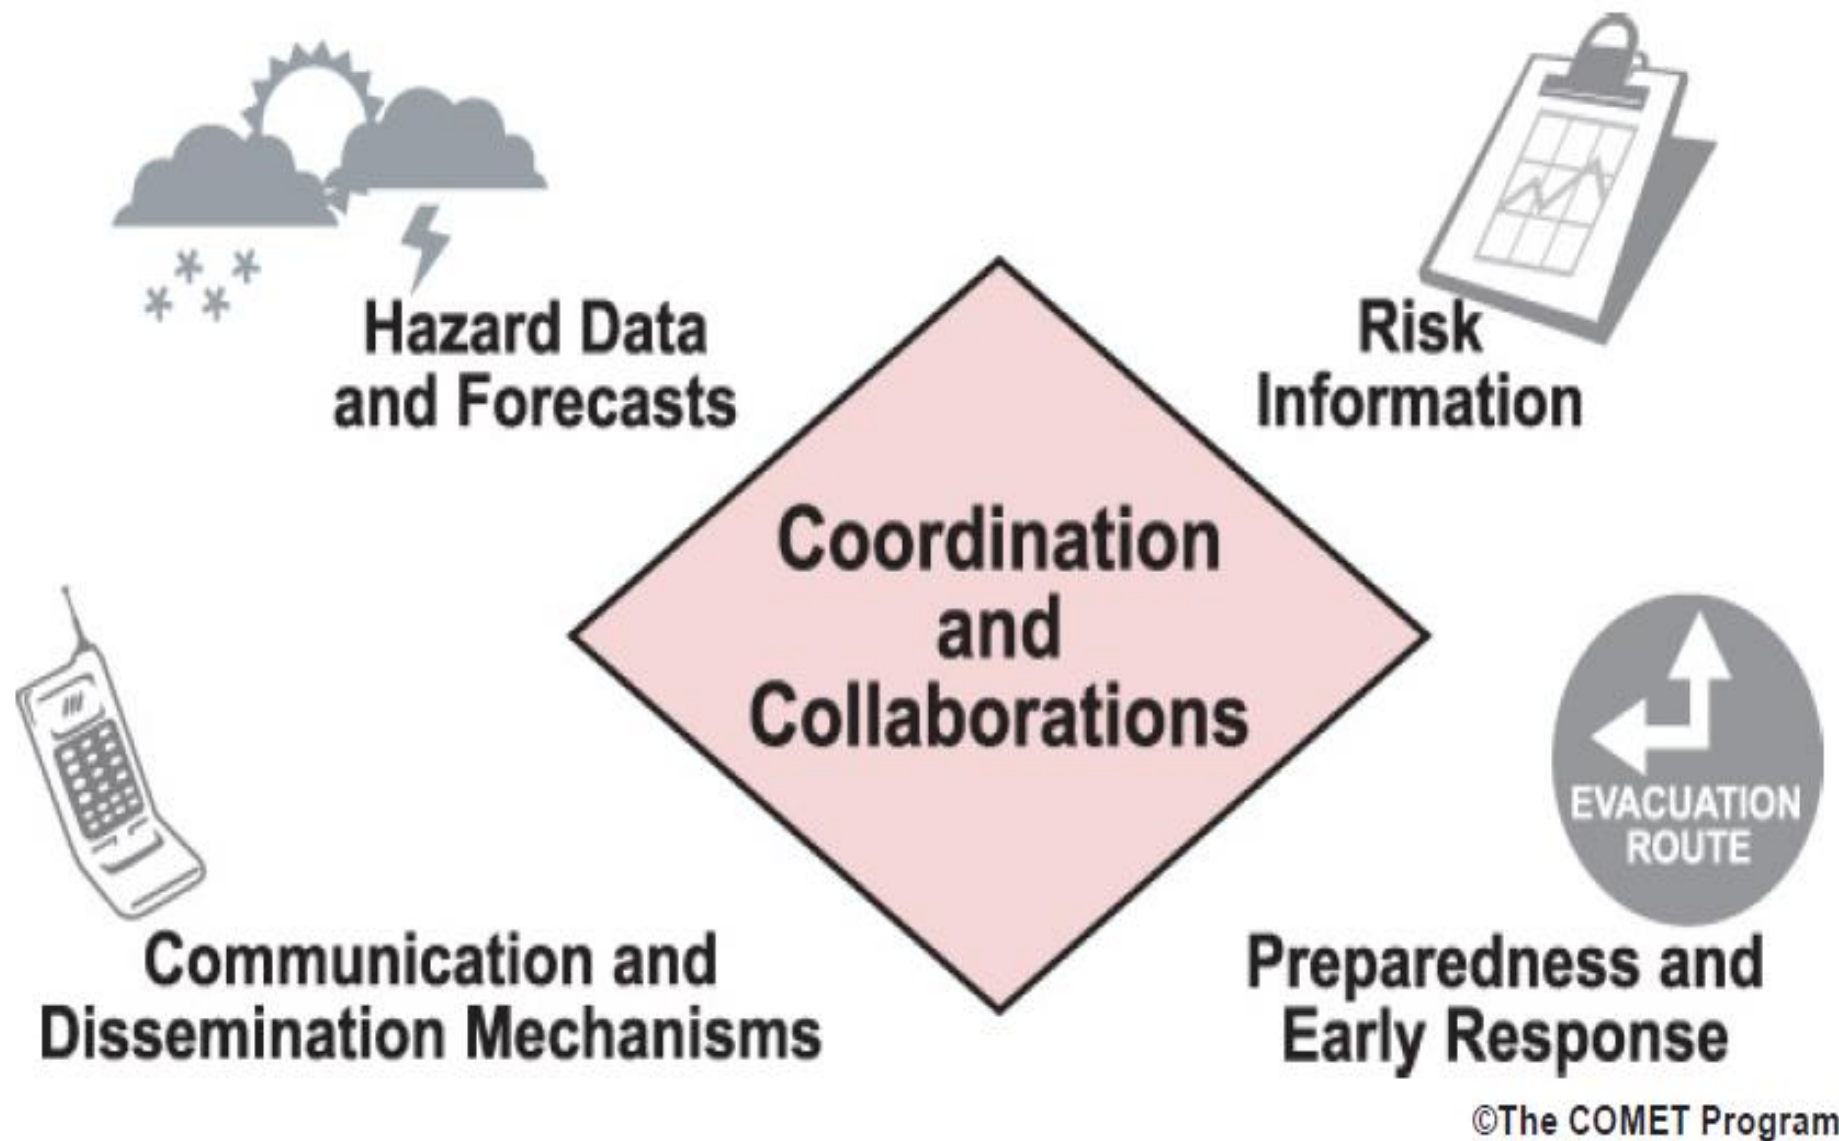 Hazard Data
and Forecasts
Risk
Information
Coordination
and
Collaborations
EVACUATION
ROUTE
Communication and
Dissemination Mechanisms
Preparedness and
Early Response
©The COMET Program